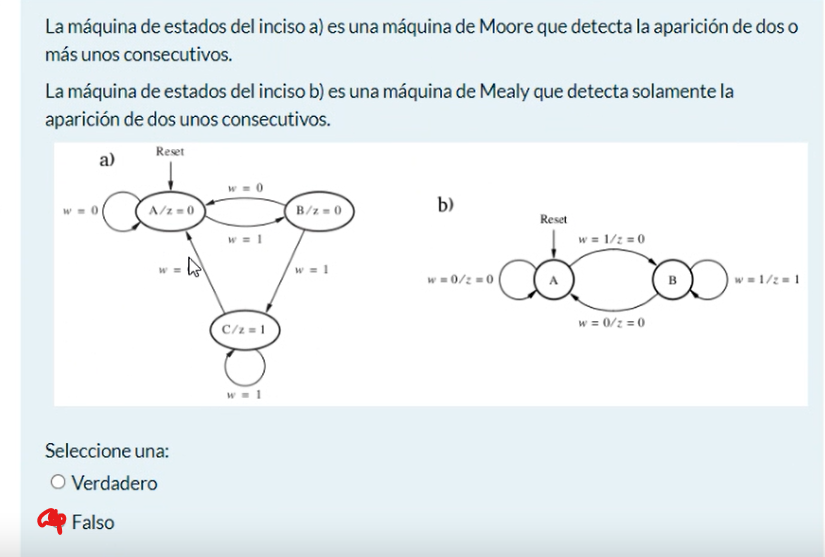 La máquina de estados del inciso a) es una máquina de Moore que detecta la aparición de dos o
más unos consecutivos.
La máquina de estados del inciso b) es una máquina de Mealy que detecta solamente la
aparición de dos unos consecutivos.
a)
Reset
w = 0
w = 0
A/z = 0
B/z = 0
w = 1
w =
w = 1
C/z = 1
w = 1
b)
Reset
w = 1/z = 0
w = 0/z = 0
A
B
w = 1/z = 1
w = 0/z = 0
Seleccione una:
Verdadero
Falso